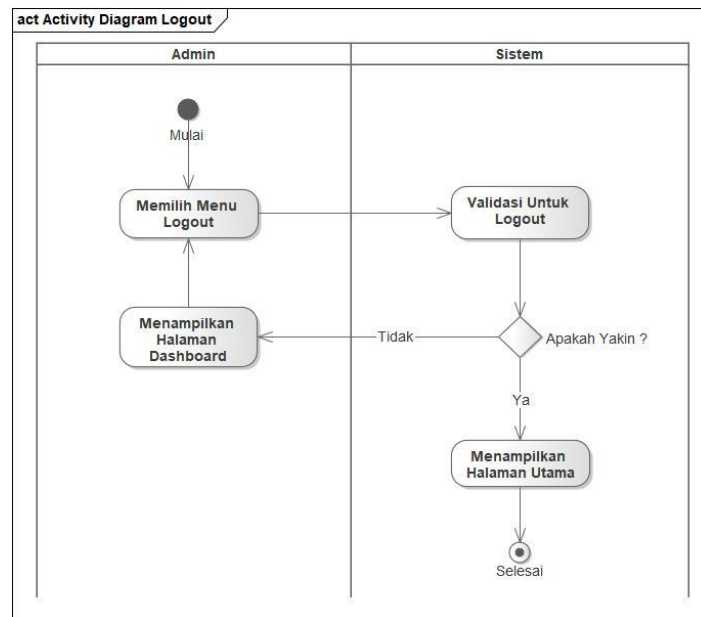 act Activity Diagram Logout
Admin
Sistem
Mulai
Memilih Menu
Logout
Validasi Untuk
Logout
Menampilkan
Halaman
Dashboard
Tidak
Apakah Yakin ?
Ya
Menampilkan
Halaman Utama
Selesai